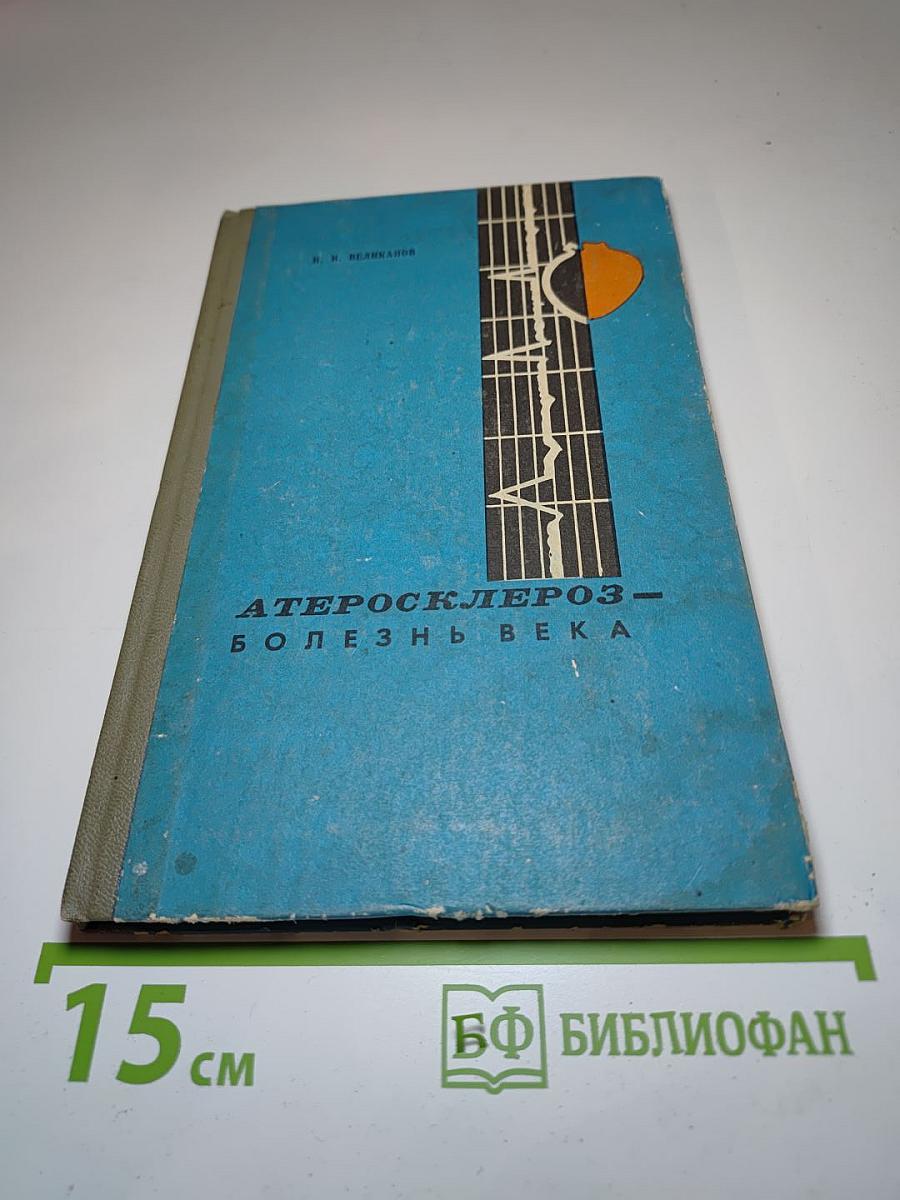 И. И. ВЕЛИКАНОВ
АТЕРОСКЛЕРОЗ—
БОЛЕЗНЬ ВЕКА
15 см
БФ БИБЛИОФАН